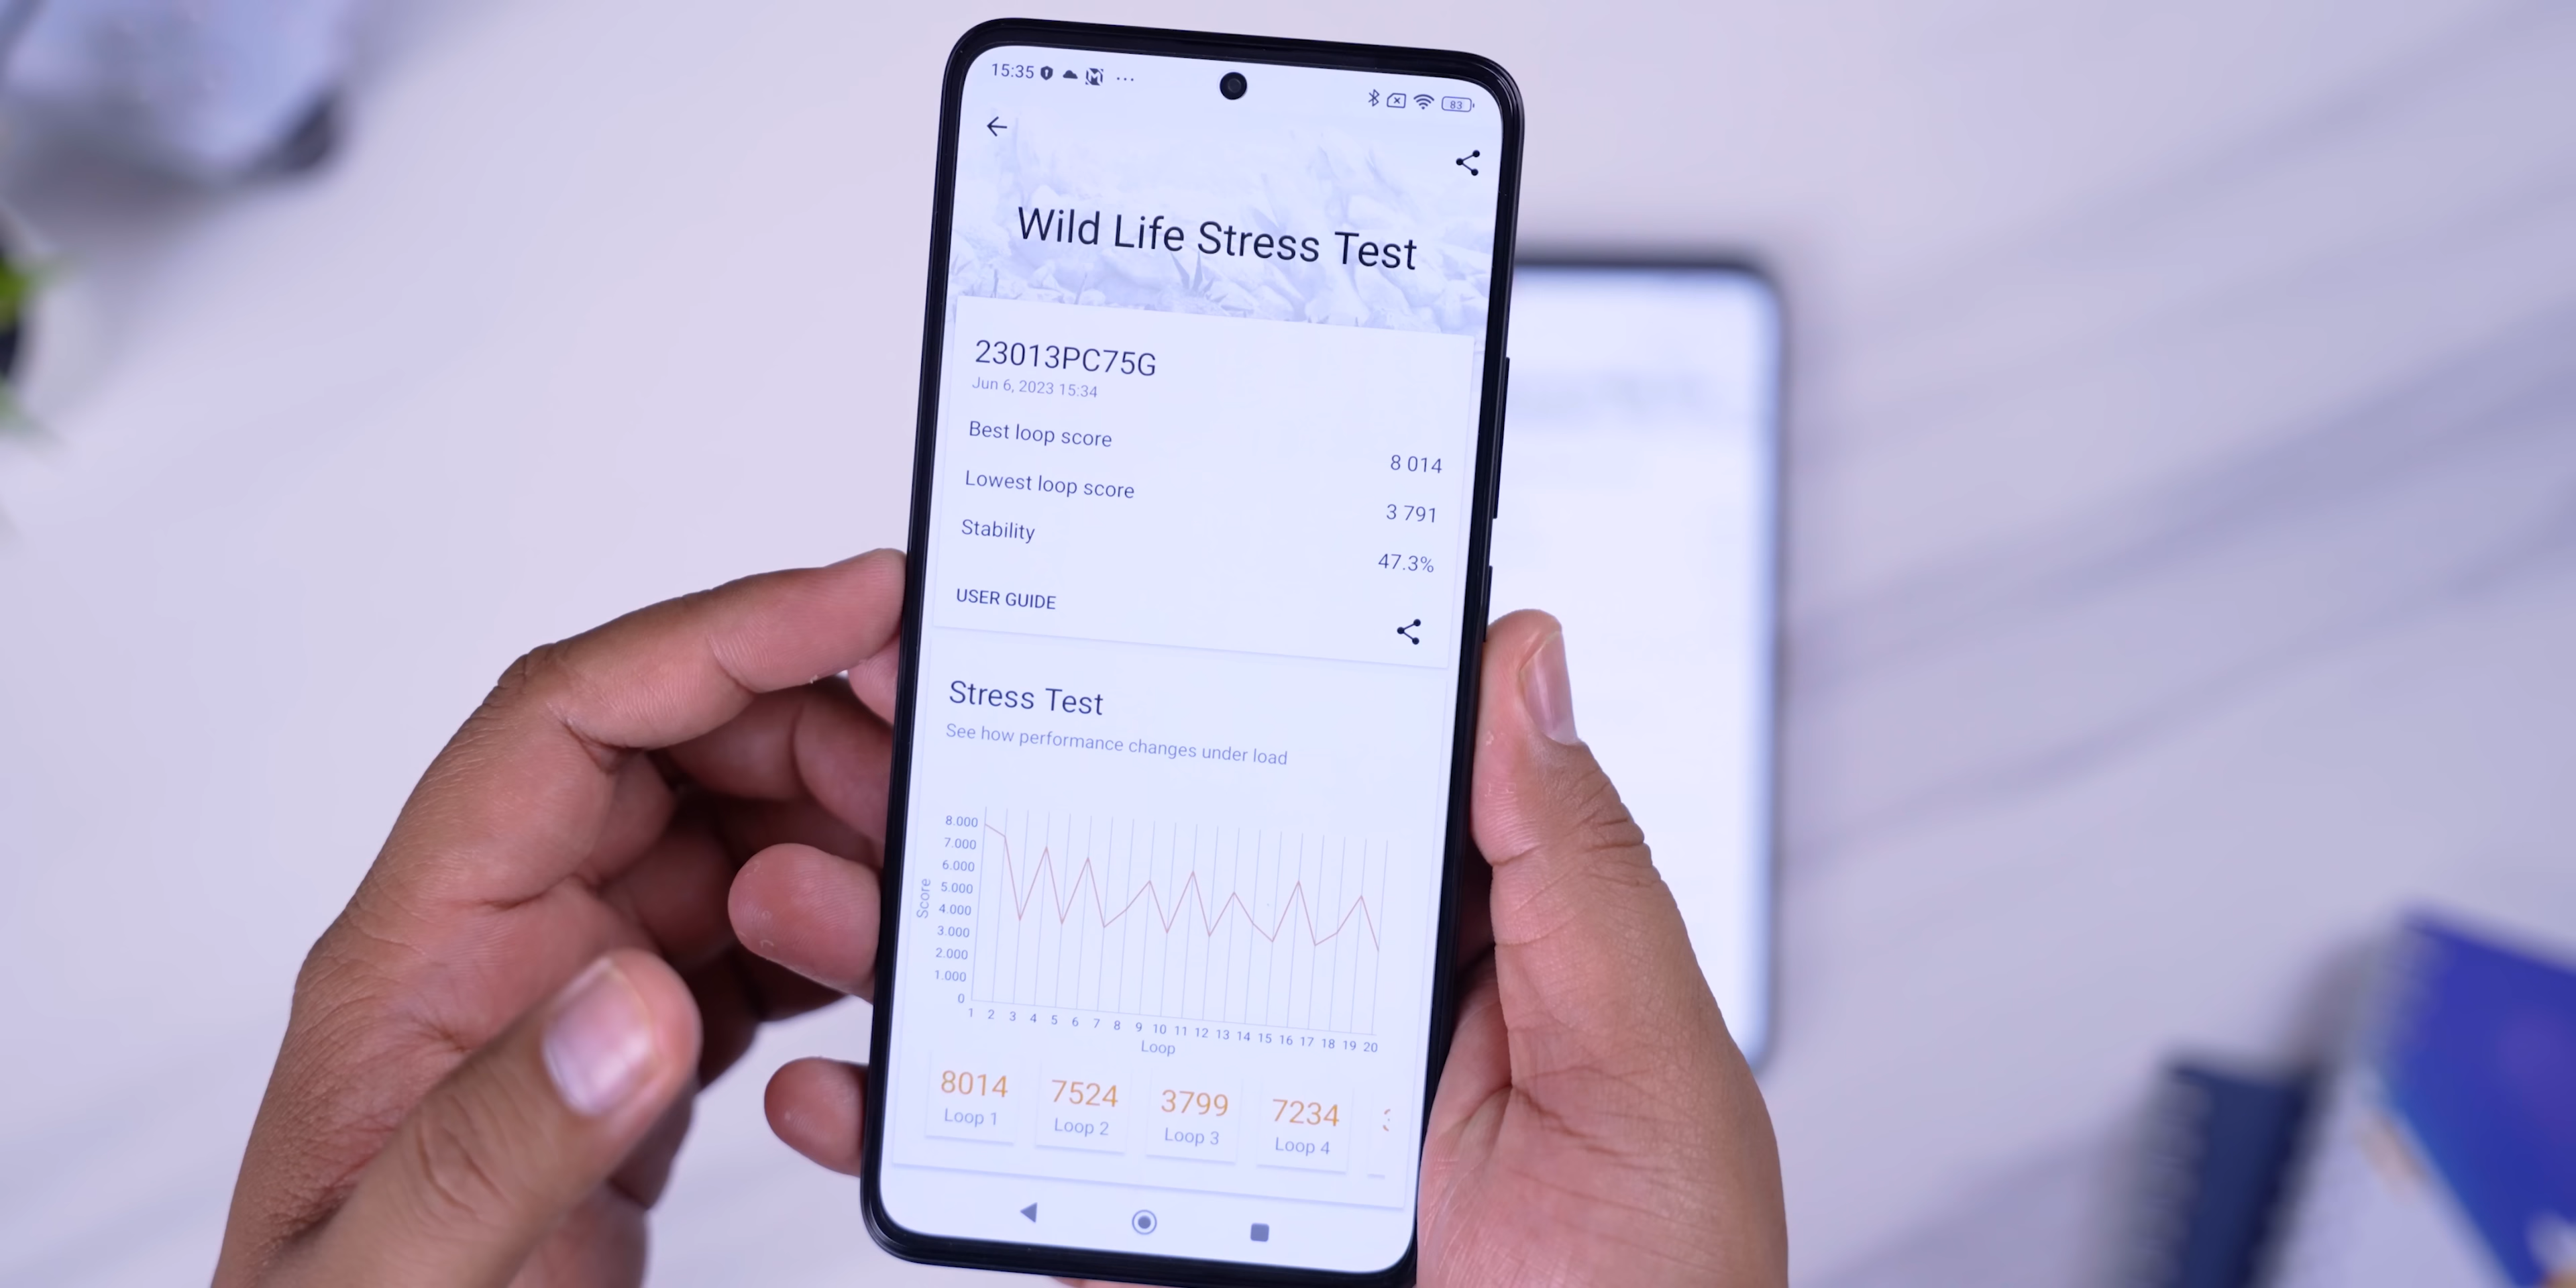 15:35 ...
83
Wild Life Stress Test
23013PC75G
Jun 6, 2023 15:34
Best loop score 8 014
Lowest loop score 3 791
Stability 47.3%
USER GUIDE
Stress Test
See how performance changes under load
Score
8.000
7.000
6.000
5.000
4.000
3.000
2.000
1.000
0
1 2 3 4 5 6 7 8 9 10 11 12 13 14 15 16 17 18 19 20
Loop
8014 7524 3799 7234
Loop 1 Loop 2 Loop 3 Loop 4